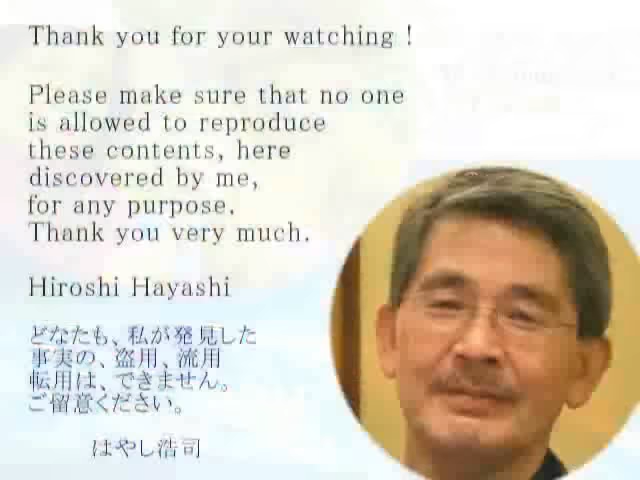 Thank you for your watching !
Please make sure that no one
is allowed to reproduce
these contents, here
discovered by me,
for any purpose.
Thank you very much.
Hiroshi Hayashi
どなたも、私が発見した
事実の、盗用、流用
転用は、できません。
ご留意ください。
はやし浩司